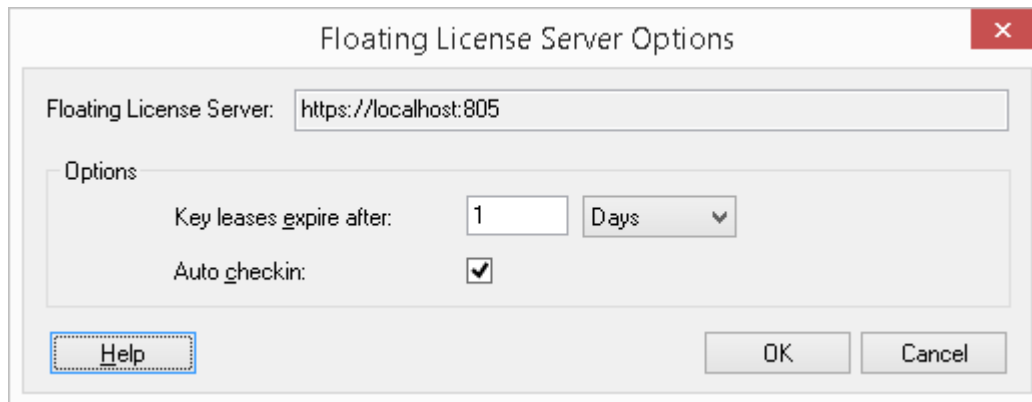 Floating License Server Options
Floating License Server: https://localhost:805
Options
Key leases expire after: 1 Days
Auto checkin:
Help OK Cancel